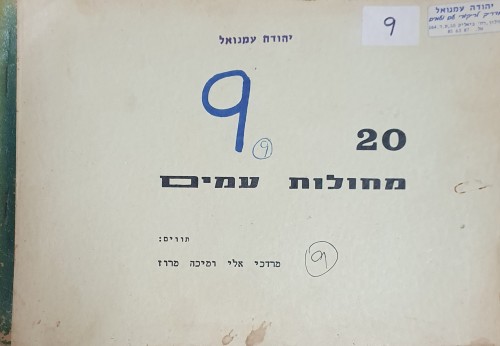 יהודה עמנואל
9
יהודה עמנואל
9
9
20
מחולות עמים
תווים:
מרדכי אלי ומיכה מרוז
9